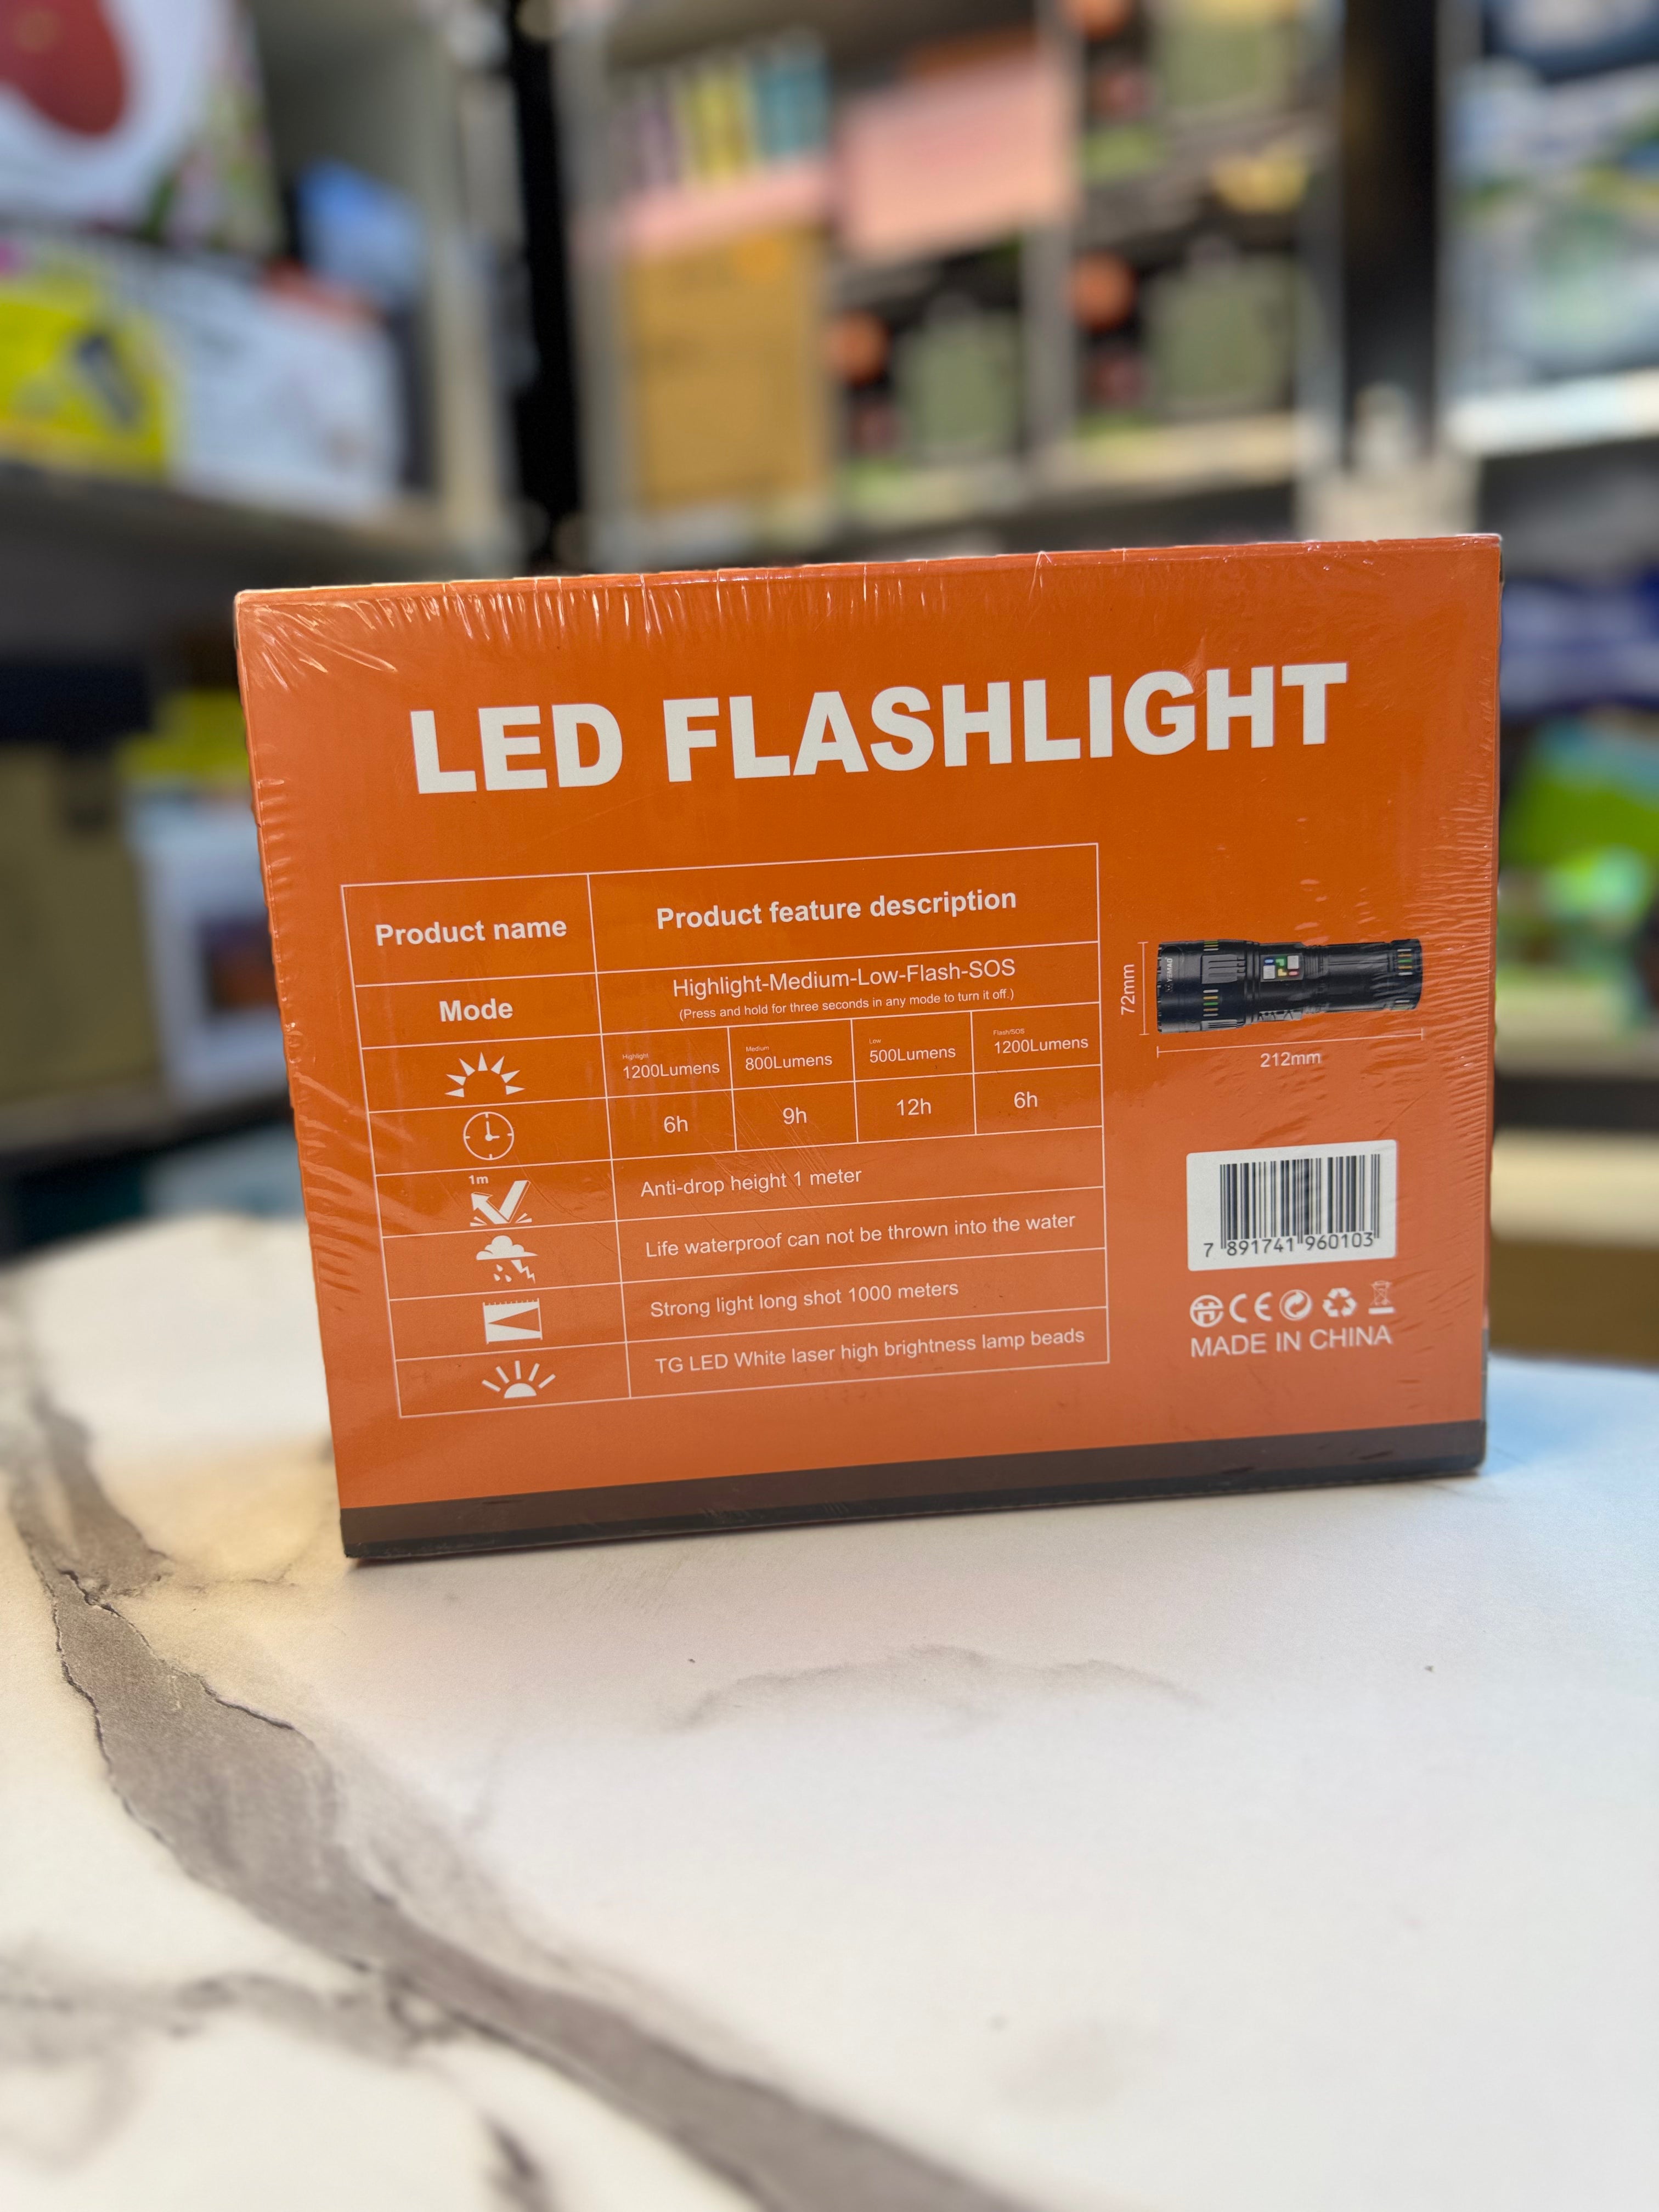 LED FLASHLIGHT
Product name
Product feature description
Mode
Highlight-Medium-Low-Flash-SOS
(Press and hold for three seconds in any mode to turn it off.)
Highlight
1200Lumens
Medium
800Lumens
Low
500Lumens
Flash/SOS
1200Lumens
6h
9h
12h
6h
1m
Anti-drop height 1 meter
Life waterproof can not be thrown into the water
Strong light long shot 1000 meters
TG LED White laser high brightness lamp beads
72mm
212mm
7 891741 960103
CE
MADE IN CHINA